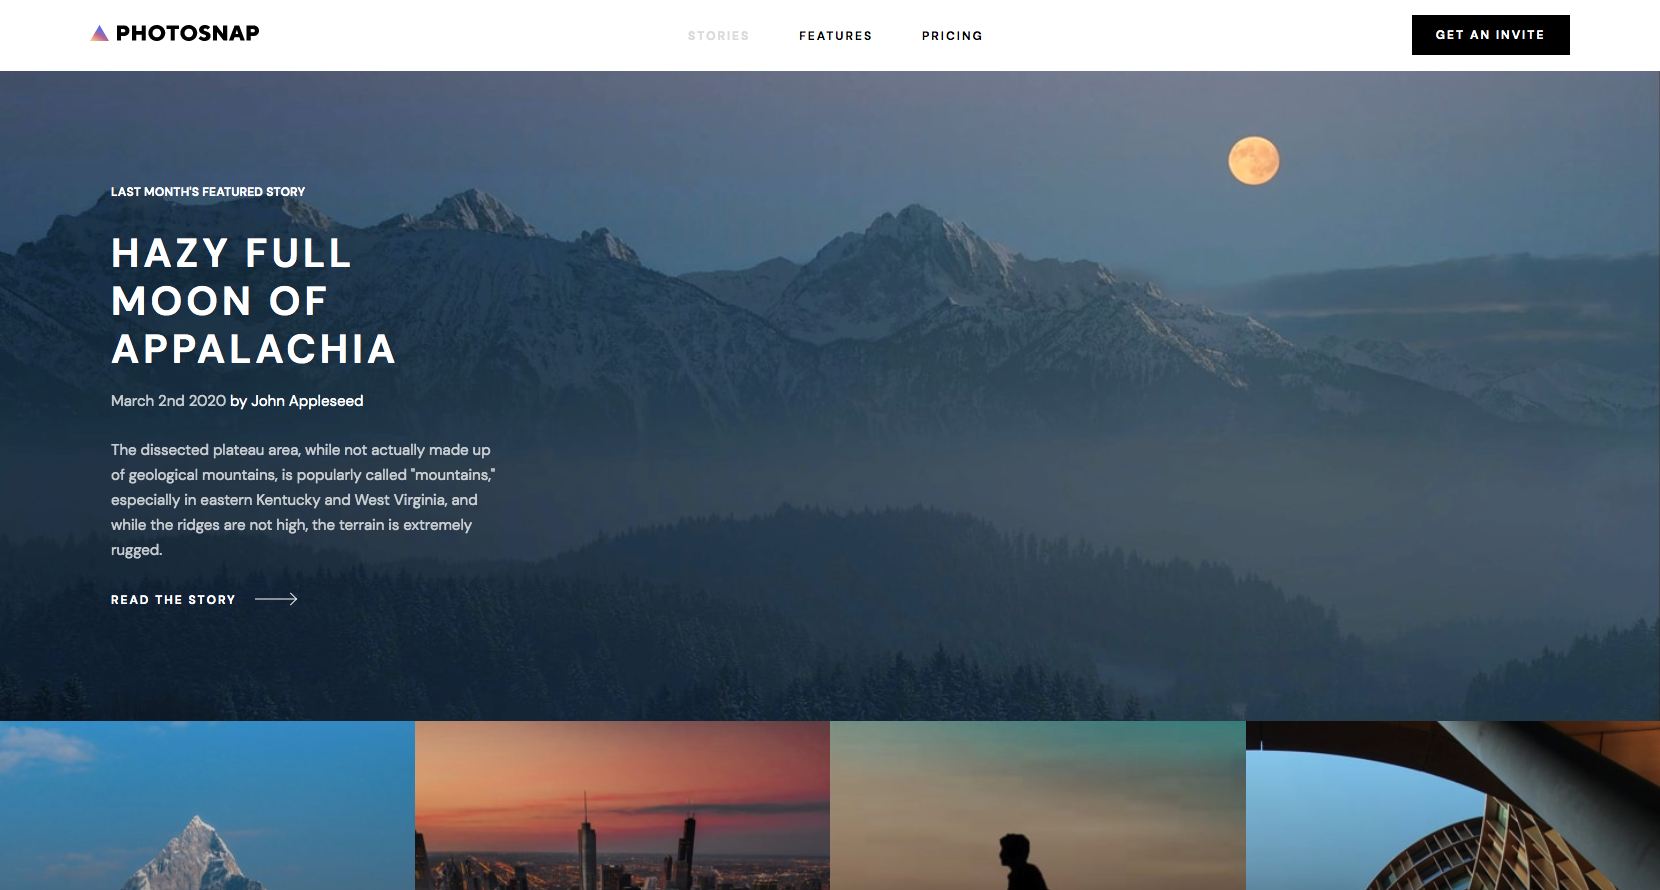 PHOTOSNAP
STORIES
FEATURES
PRICING
GET AN INVITE
LAST MONTH'S FEATURED STORY
HAZY FULL
MOON OF
APPALACHIA
March 2nd 2020 by John Appleseed
The dissected plateau area, while not actually made up
of geological mountains, is popularly called "mountains,"
especially in eastern Kentucky and West Virginia, and
while the ridges are not high, the terrain is extremely
rugged.
READ THE STORY